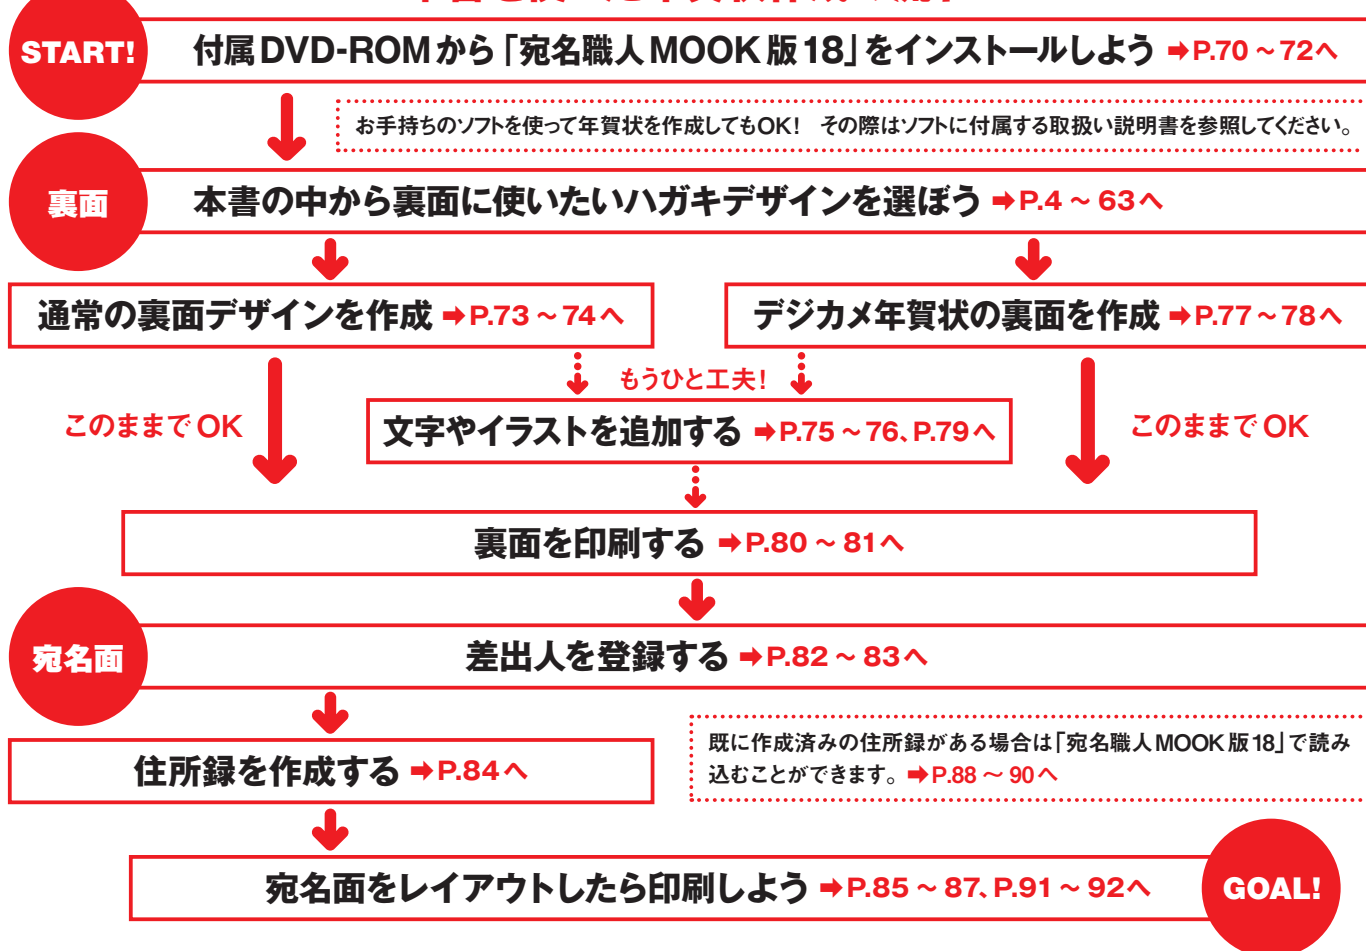 START!
付属DVD-ROMから「宛名職人MOOK版18」をインストールしよう ➡P.70～72へ
お手持ちのソフトを使って年賀状を作成してもOK!　その際はソフトに付属する取扱い説明書を参照してください。
裏面
本書の中から裏面に使いたいハガキデザインを選ぼう ➡P.4～63へ
通常の裏面デザインを作成 ➡P.73～74へ
デジカメ年賀状の裏面を作成 ➡P.77～78へ
もうひと工夫!
このままでOK
文字やイラストを追加する ➡P.75～76、P.79へ
このままでOK
裏面を印刷する ➡P.80～81へ
宛名面
差出人を登録する ➡P.82～83へ
住所録を作成する ➡P.84へ
既に作成済みの住所録がある場合は「宛名職人MOOK版18」で読み
込むことができます。➡P.88～90へ
宛名面をレイアウトしたら印刷しよう ➡P.85～87、P.91～92へ
GOAL!